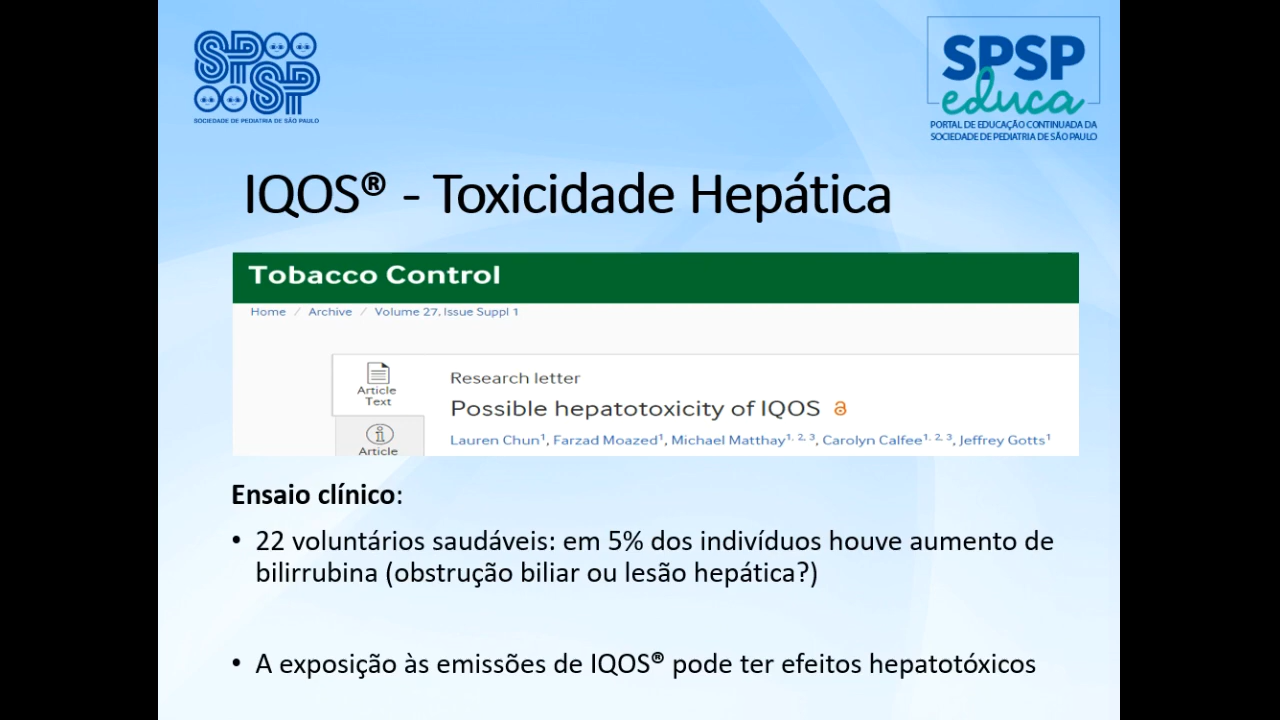 SPSP
SOCIEDADE DE PEDIATRIA DE SÃO PAULO
SPSP
educa
PORTAL DE EDUCAÇÃO CONTINUADA DA
SOCIEDADE DE PEDIATRIA DE SÃO PAULO
IQOS® - Toxicidade Hepática
Tobacco Control
Home / Archive / Volume 27, Issue Suppl 1
Article
Text
Research letter
Possible hepatotoxicity of IQOS
Article
Lauren Chun1, Farzad Moazed1, Michael Matthay1, 2, 3, Carolyn Calfee1, 2, 3, Jeffrey Gotts1
Ensaio clínico:
• 22 voluntários saudáveis: em 5% dos indivíduos houve aumento de
bilirrubina (obstrução biliar ou lesão hepática?)
• A exposição às emissões de IQOS® pode ter efeitos hepatotóxicos